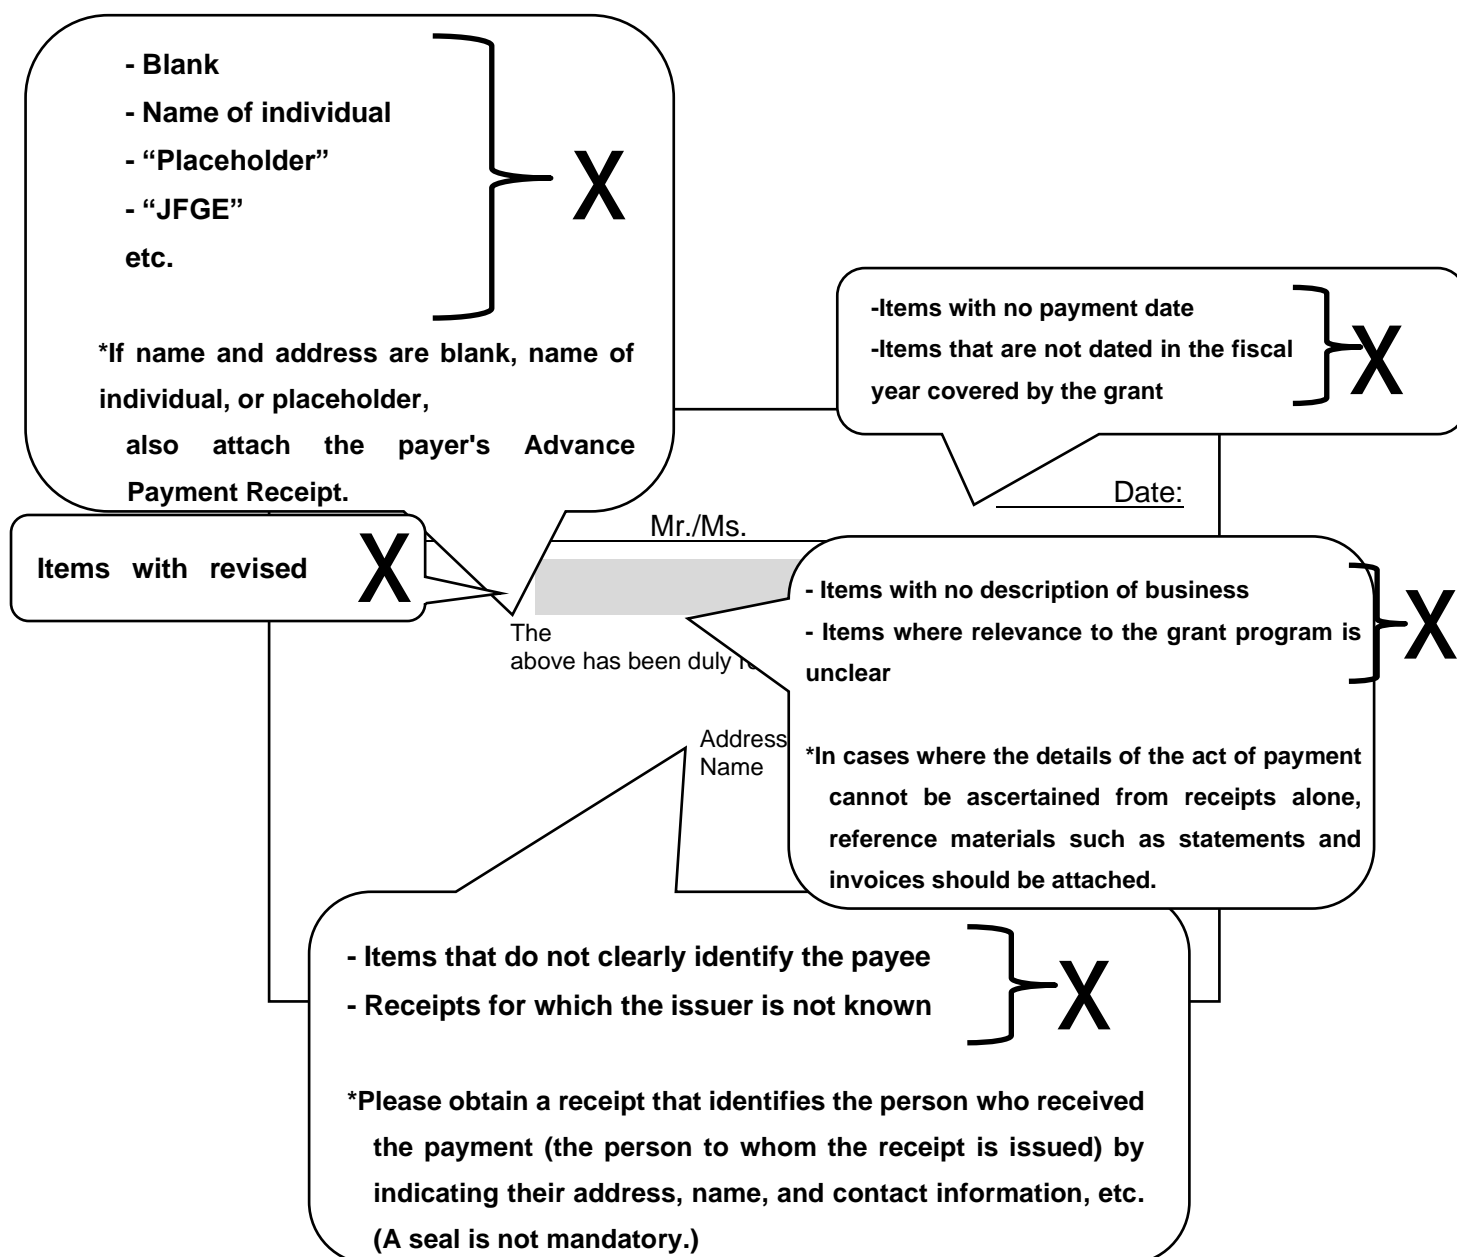 - Blank
- Name of individual
- “Placeholder”
- “JFGE”
etc.
X
*If name and address are blank, name of
individual, or placeholder,
also attach the payer's Advance
Payment Receipt.
-Items with no payment date
-Items that are not dated in the fiscal
year covered by the grant
X
Date:
Mr./Ms.
Items with revised
X
The
above has been duly
- Items with no description of business
- Items where relevance to the grant program is
unclear
X
*In cases where the details of the act of payment
cannot be ascertained from receipts alone,
reference materials such as statements and
invoices should be attached.
Address
Name
- Items that do not clearly identify the payee
- Receipts for which the issuer is not known
X
*Please obtain a receipt that identifies the person who received
the payment (the person to whom the receipt is issued) by
indicating their address, name, and contact information, etc.
(A seal is not mandatory.)